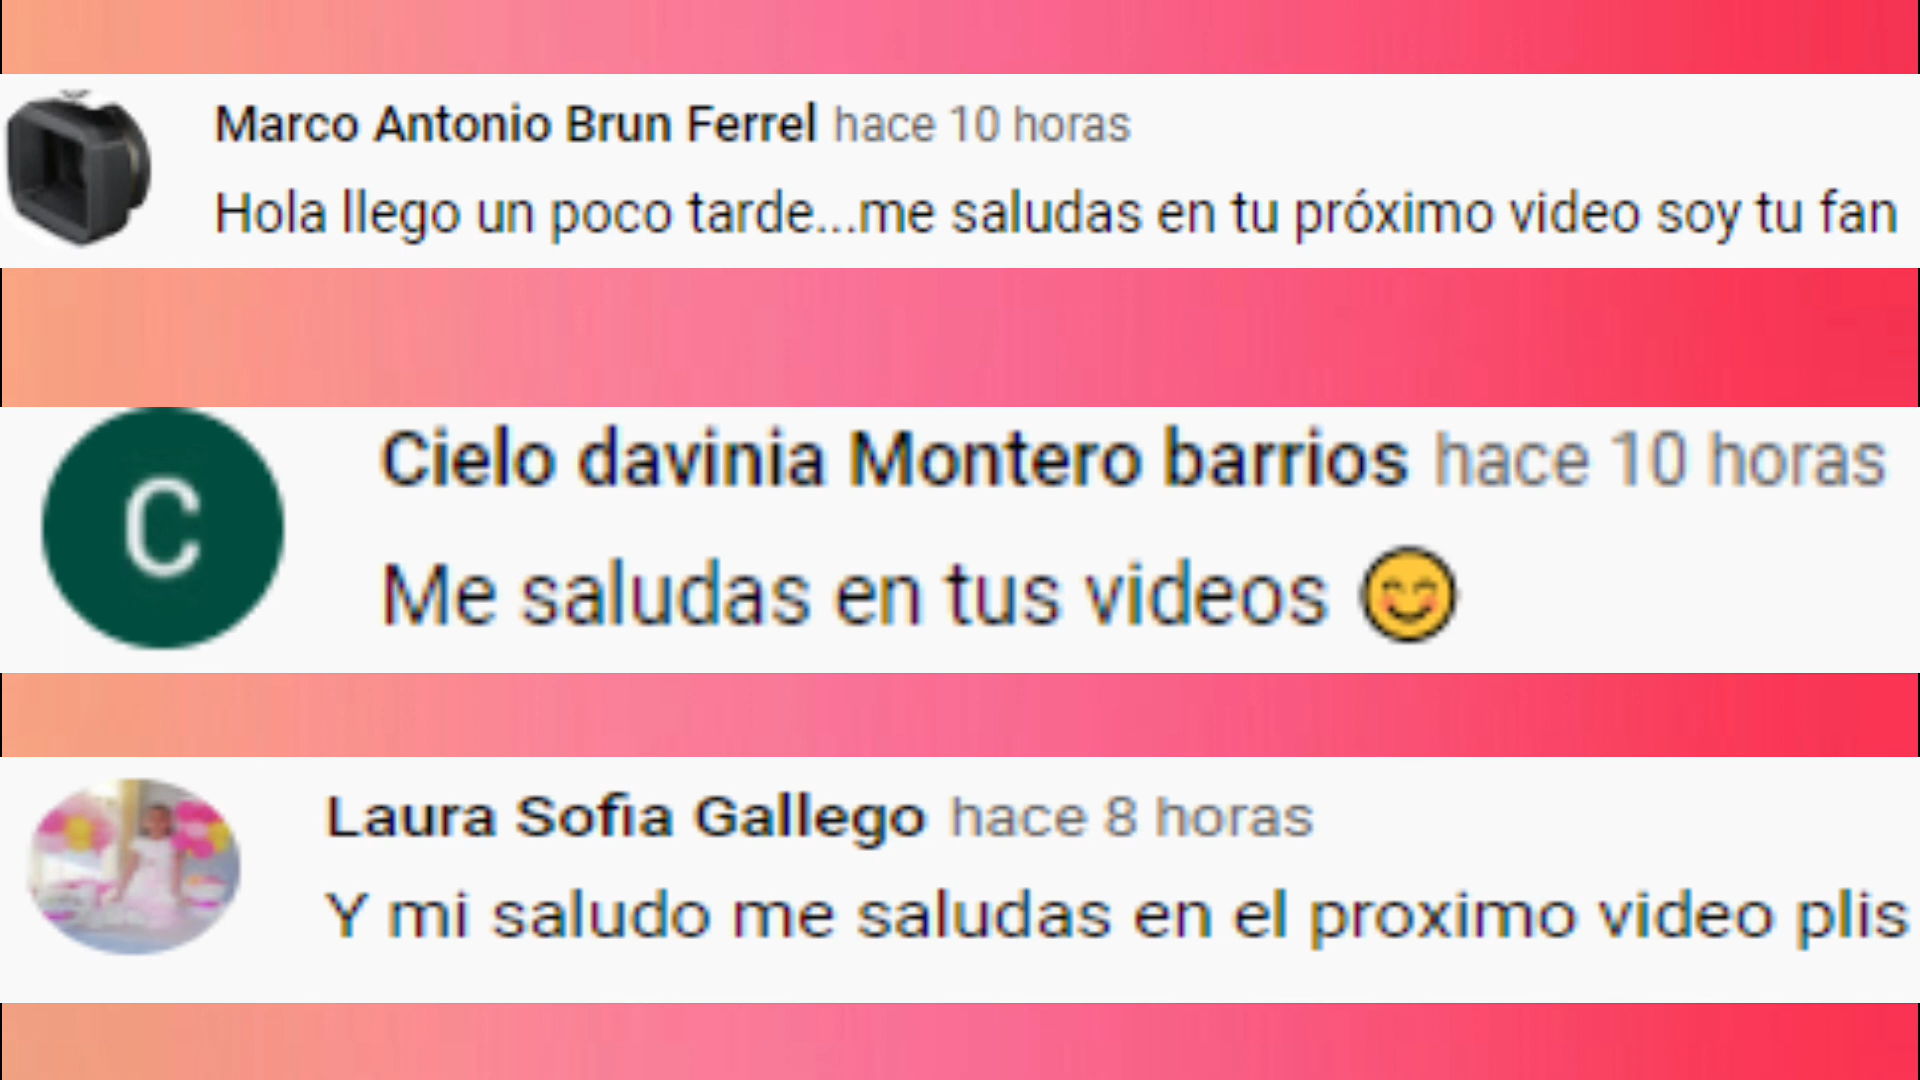 Marco Antonio Brun Ferrel hace 10 horas
Hola llego un poco tarde...me saludas en tu próximo video soy tu fan
C
Cielo davinia Montero barrios hace 10 horas
Me saludas en tus videos 😊
Laura Sofia Gallego hace 8 horas
Y mi saludo me saludas en el proximo video plis